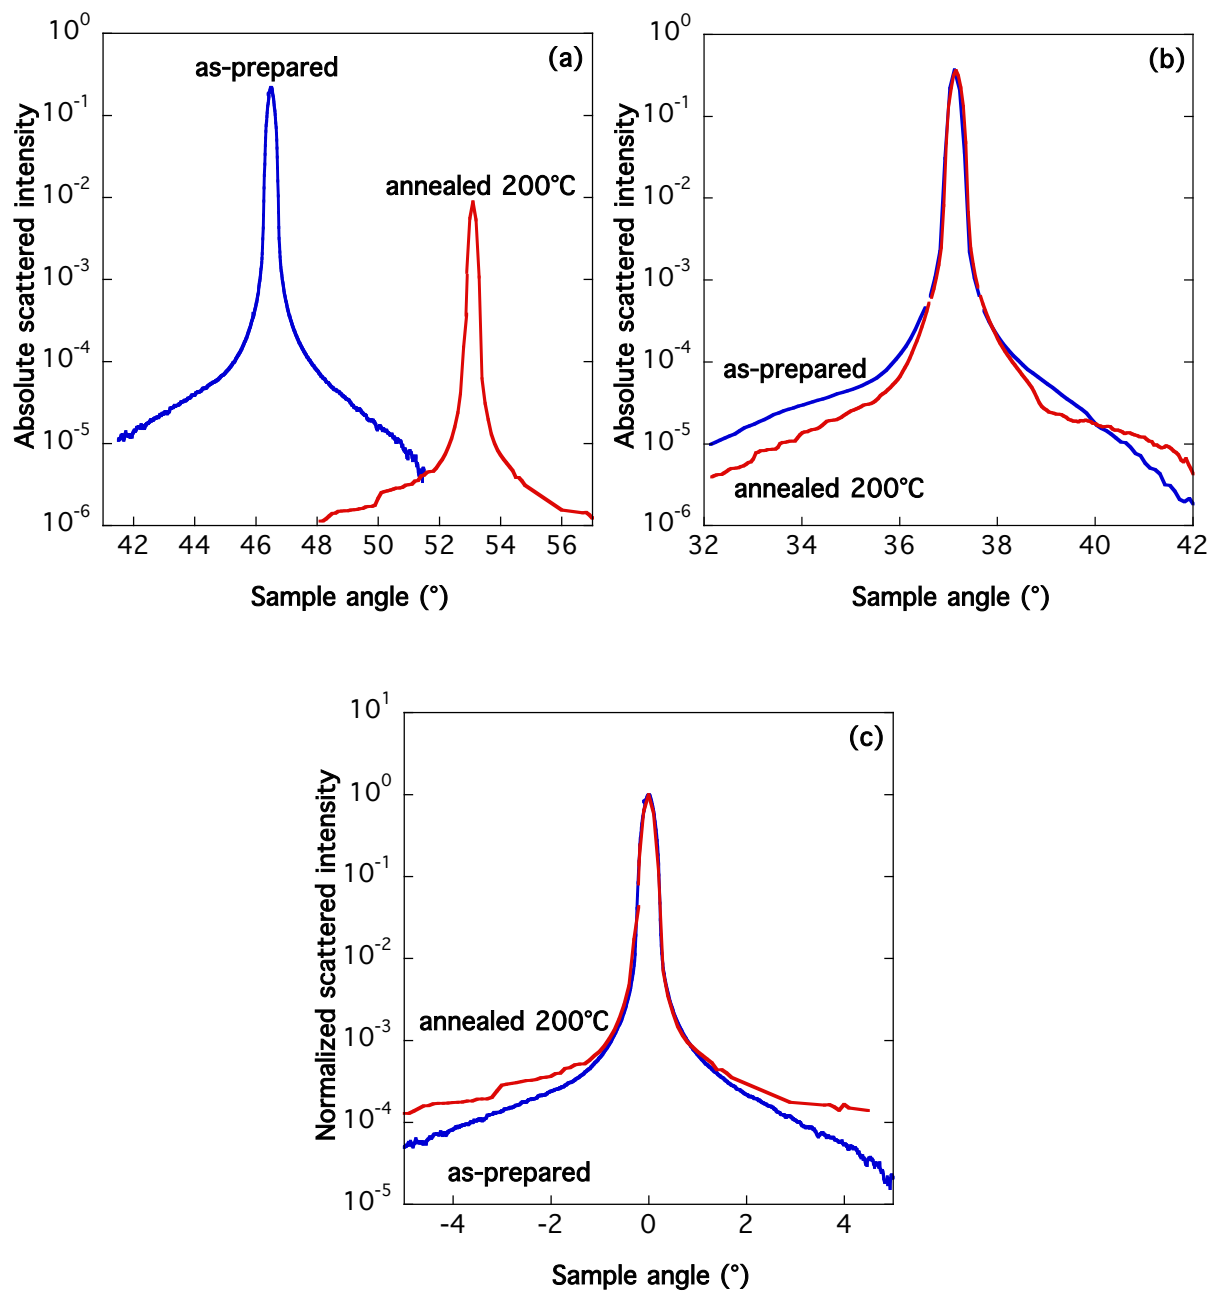 (a)
as-prepared
annealed 200°C
10^0
10^-1
10^-2
10^-3
10^-4
10^-5
10^-6
Absolute scattered intensity
42 44 46 48 50 52 54 56
Sample angle (°)
(b)
as-prepared
annealed 200°C
10^0
10^-1
10^-2
10^-3
10^-4
10^-5
10^-6
Absolute scattered intensity
32 34 36 38 40 42
Sample angle (°)
(c)
annealed 200°C
as-prepared
10^1
10^0
10^-1
10^-2
10^-3
10^-4
10^-5
Normalized scattered intensity
-4 -2 0 2 4
Sample angle (°)